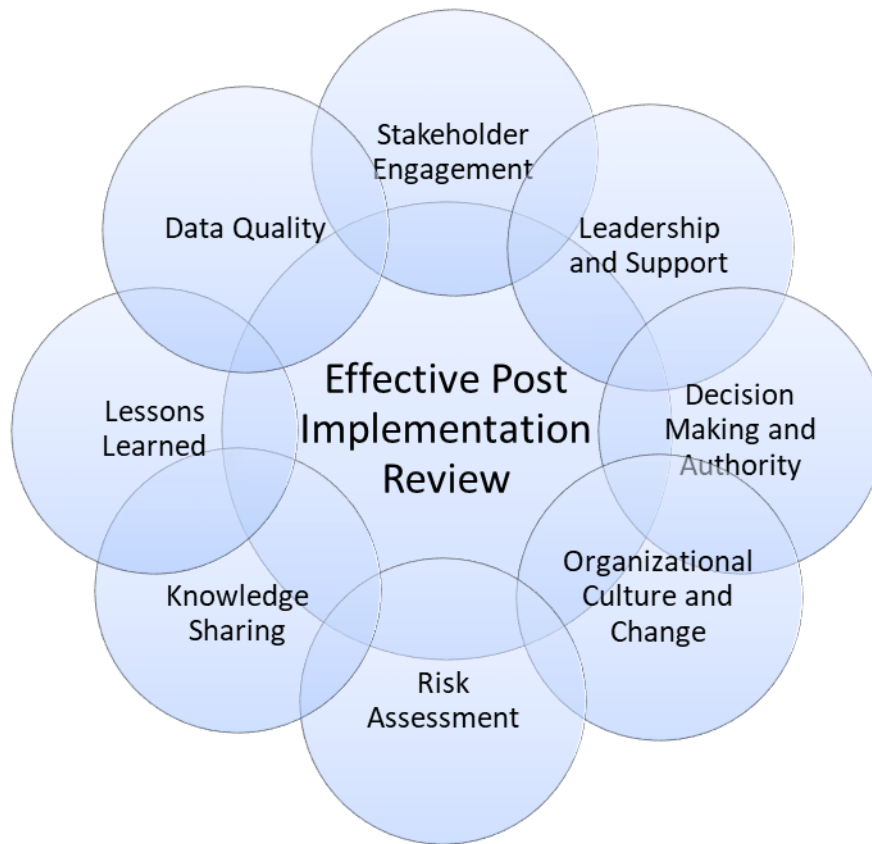 Stakeholder
Engagement
Leadership
and Support
Data Quality
Decision
Making and
Authority
Effective Post
Implementation
Review
Lessons
Learned
Organizational
Culture and
Change
Knowledge
Sharing
Risk
Assessment